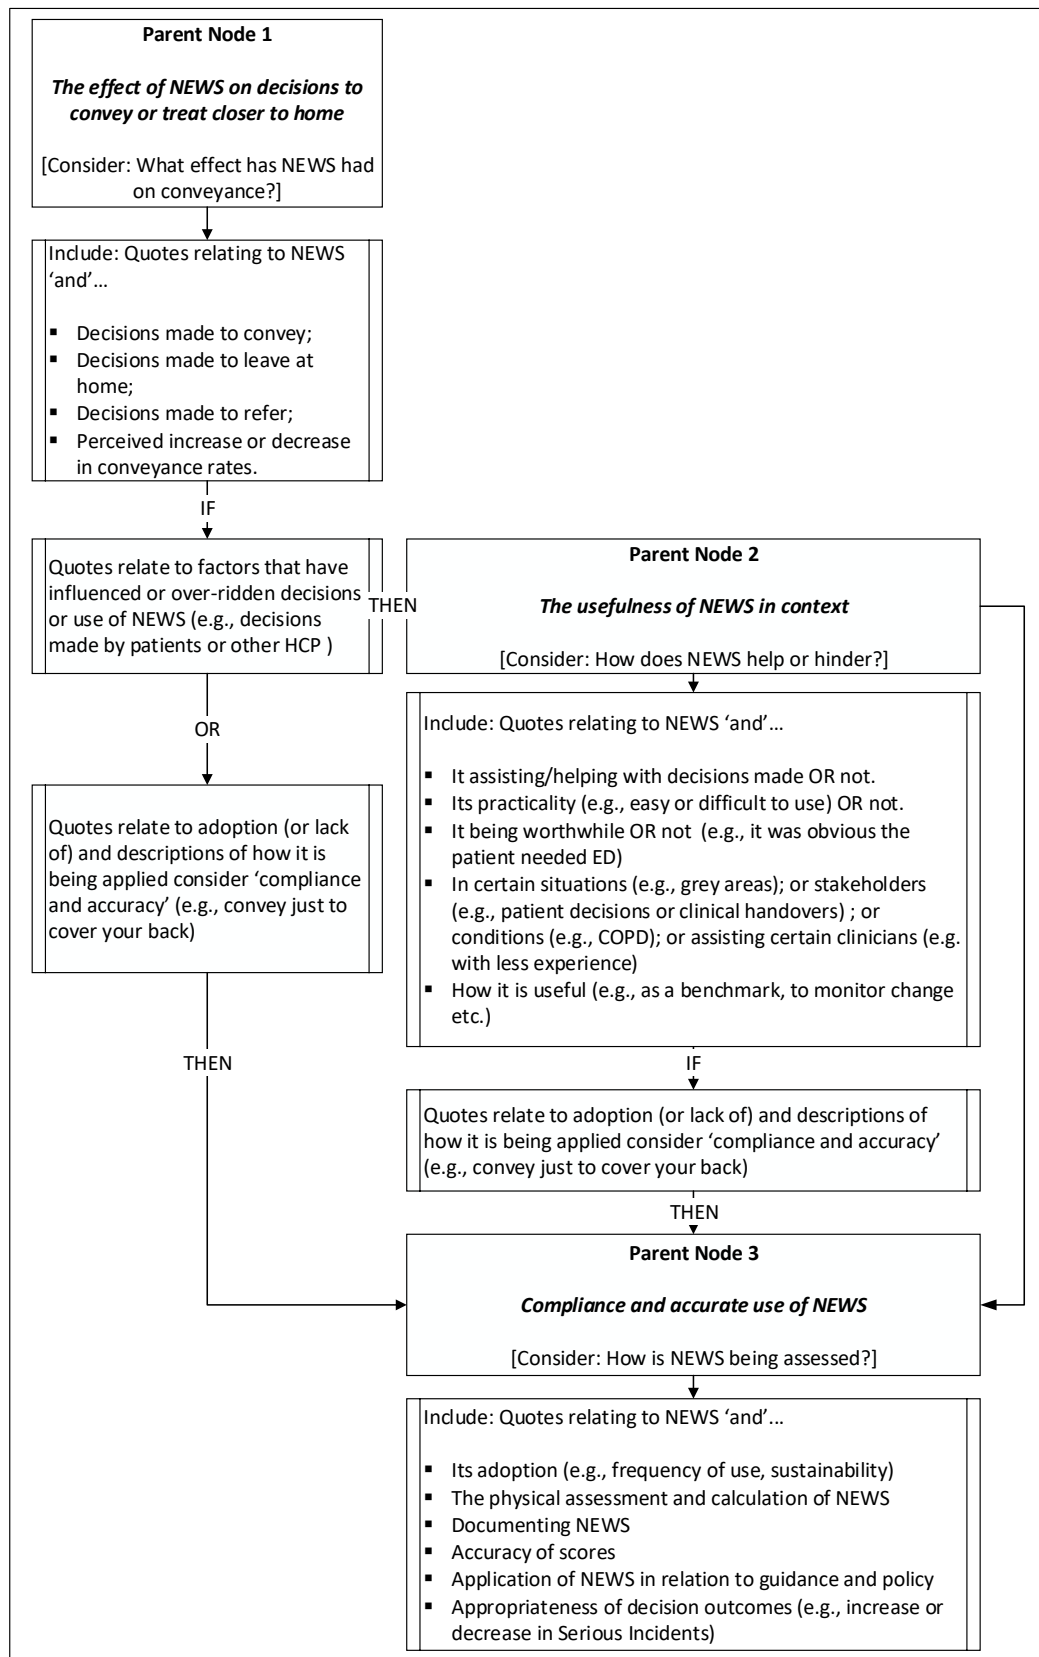 Parent Node 1
The effect of NEWS on decisions to
convey or treat closer to home
[Consider: What effect has NEWS had
on conveyance?]
Include: Quotes relating to NEWS
‘and’…
▪ Decisions made to convey;
▪ Decisions made to leave at
home;
▪ Decisions made to refer;
▪ Perceived increase or decrease
in conveyance rates.
IF
Quotes relate to factors that have
influenced or over-ridden decisions
or use of NEWS (e.g., decisions
made by patients or other HCP )
THEN
OR
Quotes relate to adoption (or lack
of) and descriptions of how it is
being applied consider ‘compliance
and accuracy’ (e.g., convey just to
cover your back)
THEN
Parent Node 2
The usefulness of NEWS in context
[Consider: How does NEWS help or hinder?]
Include: Quotes relating to NEWS ‘and’…
▪ It assisting/helping with decisions made OR not.
▪ Its practicality (e.g., easy or difficult to use) OR not.
▪ It being worthwhile OR not (e.g., it was obvious the
patient needed ED)
▪ In certain situations (e.g., grey areas); or stakeholders
(e.g., patient decisions or clinical handovers) ; or
conditions (e.g., COPD); or assisting certain clinicians (e.g.
with less experience)
▪ How it is useful (e.g., as a benchmark, to monitor change
etc.)
IF
Quotes relate to adoption (or lack of) and descriptions of
how it is being applied consider ‘compliance and accuracy’
(e.g., convey just to cover your back)
THEN
Parent Node 3
Compliance and accurate use of NEWS
[Consider: How is NEWS being assessed?]
Include: Quotes relating to NEWS ‘and’...
▪ Its adoption (e.g., frequency of use, sustainability)
▪ The physical assessment and calculation of NEWS
▪ Documenting NEWS
▪ Accuracy of scores
▪ Application of NEWS in relation to guidance and policy
▪ Appropriateness of decision outcomes (e.g., increase or
decrease in Serious Incidents)